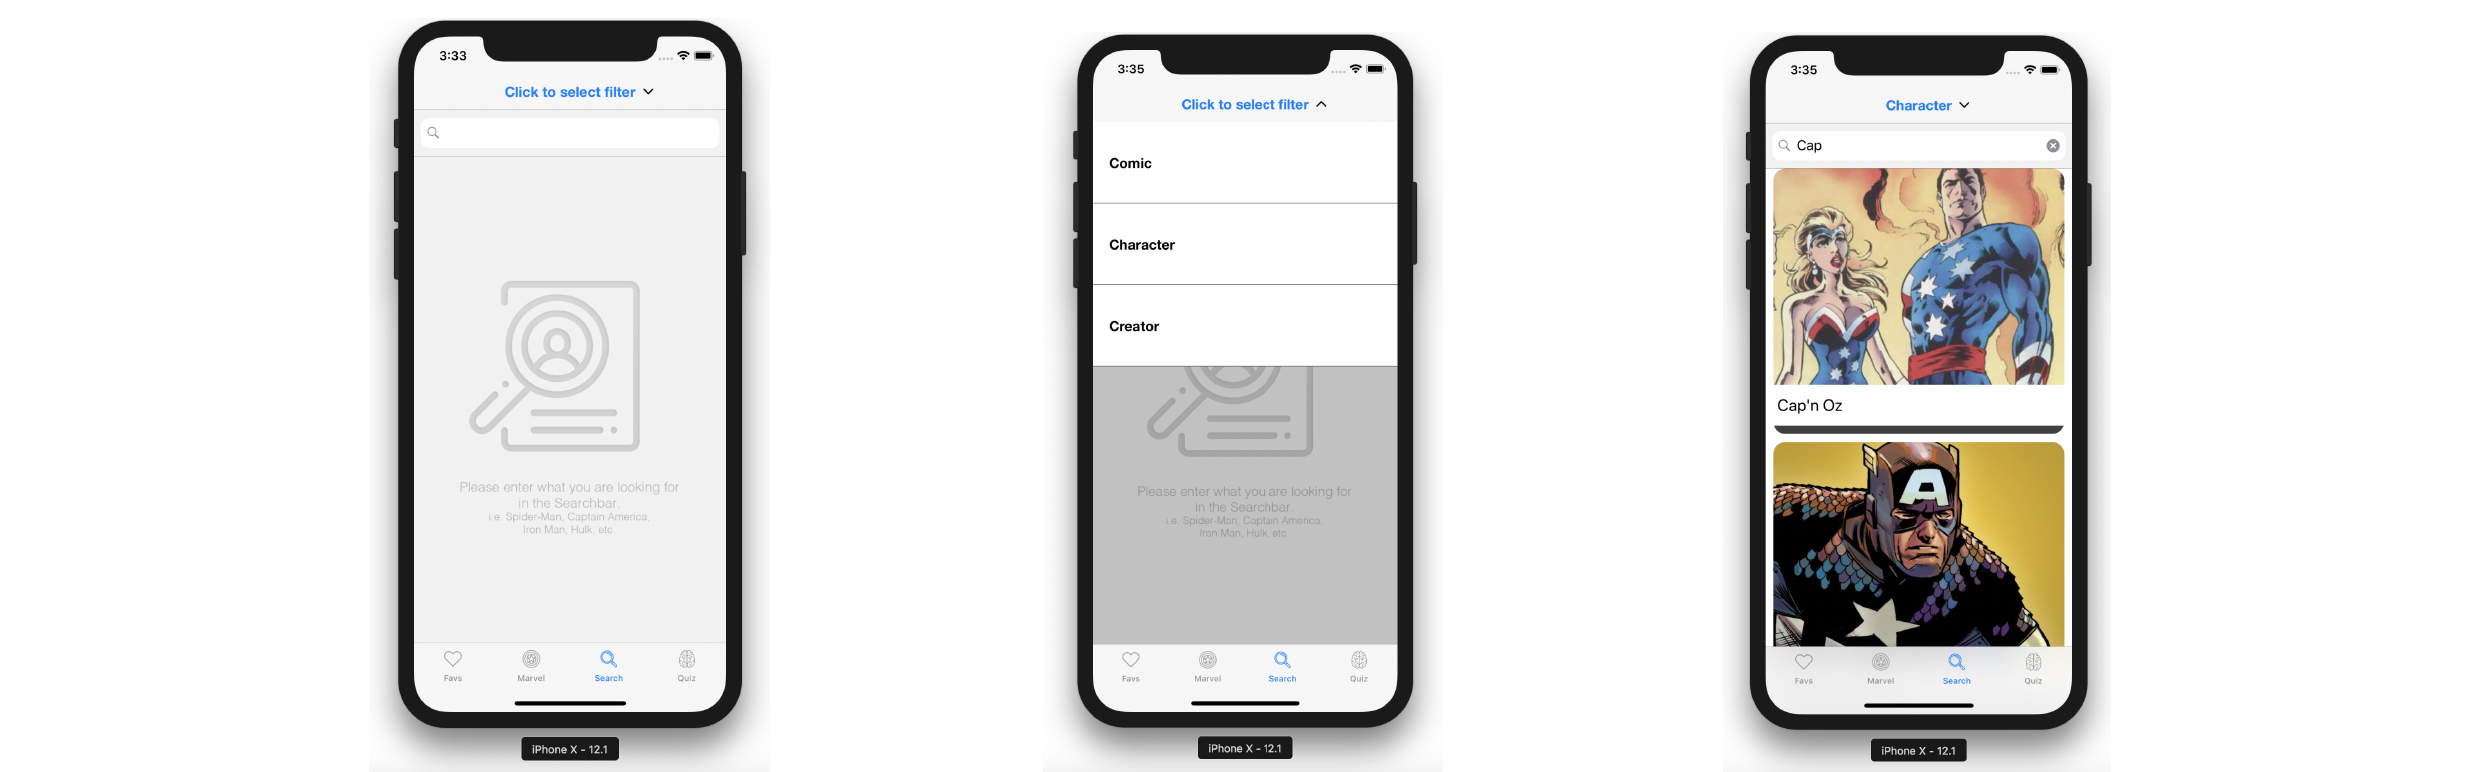 3:33
Click to select filter
Please enter what you are looking for
in the Searchbar.
i.e. Spider-Man, Captain America,
Iron Man, Hulk, etc.
Favs
Marvel
Search
Quiz
iPhone X - 12.1
3:35
Click to select filter
Comic
Character
Creator
Please enter what you are looking for
in the Searchbar.
i.e. Spider-Man, Captain America,
Iron Man, Hulk, etc.
Favs
Marvel
Search
Quiz
iPhone X - 12.1
3:35
Character
Cap
Cap'n Oz
A
Favs
Marvel
Search
Quiz
iPhone X - 12.1